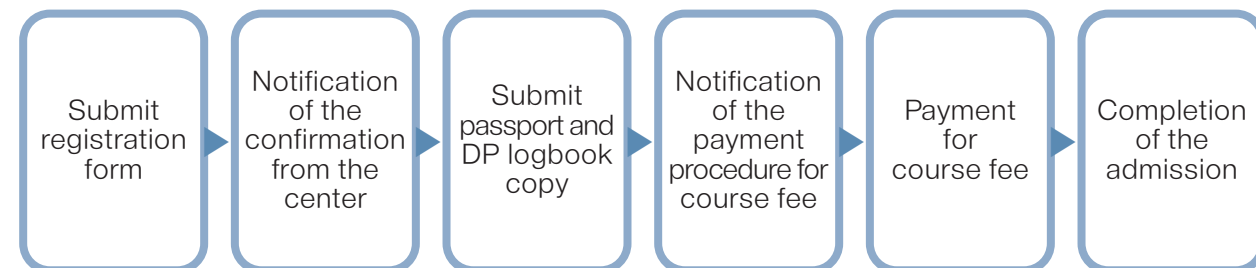 Submit
registration
form
Notification
of the
confirmation
from the
center
Submit
passport and
DP logbook
copy
Notification
of the
payment
procedure for
course fee
Payment
for
course fee
Completion
of the
admission